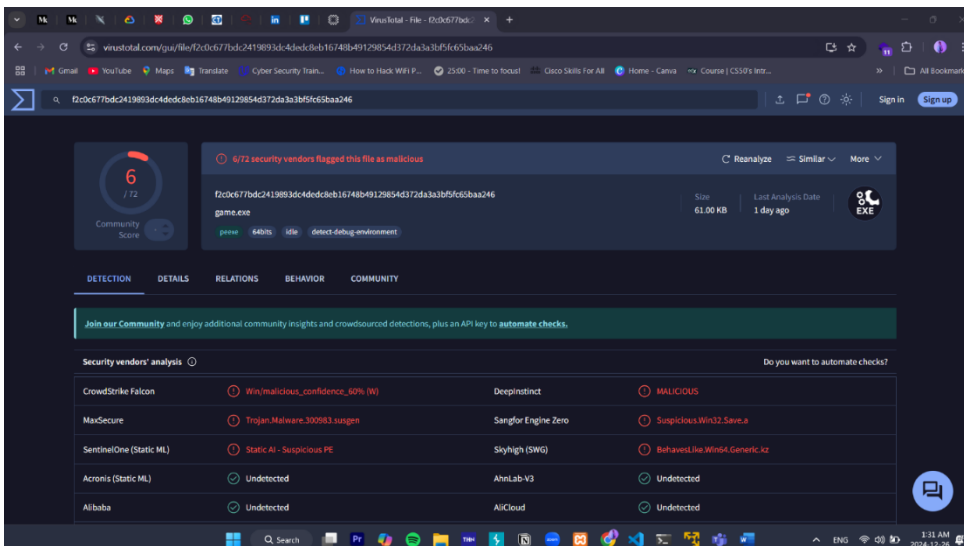 VirusTotal - File - f2c0c677bdc2
virustotal.com/gui/file/f2c0c677bdc2419893dc4dedc8eb16748b49129854d372da3a3bf5fc65baa246
Gmail YouTube Maps Translate Cyber Security Train... How to Hack WiFi P... 25:00 - Time to focus! Cisco Skills For All Home - Canva Course | CS50's Intr... » All Bookmark
f2c0c677bdc2419893dc4dedc8eb16748b49129854d372da3a3bf5fc65baa246 Sign in Sign up
6
/ 72
Community
Score
6/72 security vendors flagged this file as malicious Reanalyze Similar More
f2c0c677bdc2419893dc4dedc8eb16748b49129854d372da3a3bf5fc65baa246
game.exe
peexe 64bits idle detect-debug-environment
Size
61.00 KB
Last Analysis Date
1 day ago
EXE
DETECTION DETAILS RELATIONS BEHAVIOR COMMUNITY
Join our Community and enjoy additional community insights and crowdsourced detections, plus an API key to automate checks.
Security vendors' analysis Do you want to automate checks?
CrowdStrike Falcon Win/malicious_confidence_60% (W) DeepInstinct MALICIOUS
MaxSecure Trojan.Malware.300983.susgen Sangfor Engine Zero Suspicious.Win32.Save.a
SentinelOne (Static ML) Static AI - Suspicious PE Skyhigh (SWG) BehavesLike.Win64.Generic.kz
Acronis (Static ML) Undetected AhnLab-V3 Undetected
Alibaba Undetected AliCloud Undetected
Search ENG 1:31 AM
2024-12-26